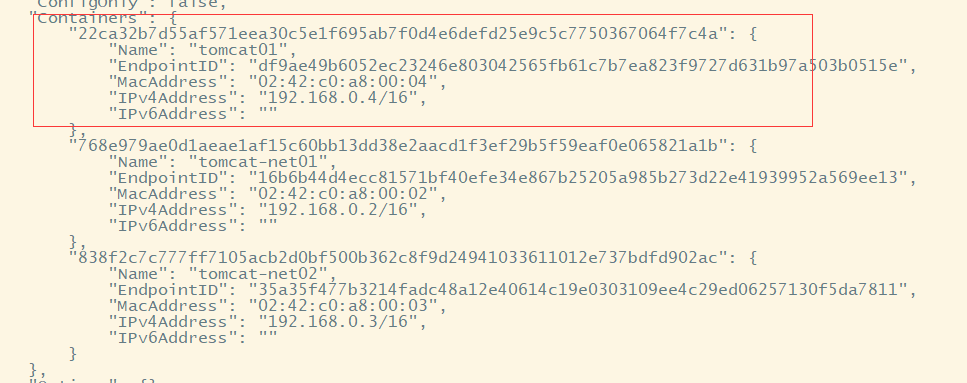 "ConfigOnly": false,
"Containers": {
"22ca32b7d55af571eea30c5e1f695ab7f0d4e6defd25e9c5c7750367064f7c4a": {
"Name": "tomcat01",
"EndpointID": "df9ae49b6052ec23246e803042565fb61c7b7ea823f9727d631b97a503b0515e",
"MacAddress": "02:42:c0:a8:00:04",
"IPv4Address": "192.168.0.4/16",
"IPv6Address": ""
},
"768e979ae0d1aeae1af15c60bb13dd38e2aacd1f3ef29b5f59eaf0e065821a1b": {
"Name": "tomcat-net01",
"EndpointID": "16b6b44d4ecc81571bf40efe34e867b25205a985b273d22e41939952a569ee13",
"MacAddress": "02:42:c0:a8:00:02",
"IPv4Address": "192.168.0.2/16",
"IPv6Address": ""
},
"838f2c7c777ff7105acb2d0bf500b362c8f9d24941033611012e737bdfd902ac": {
"Name": "tomcat-net02",
"EndpointID": "35a35f477b3214fadc48a12e40614c19e0303109ee4c29ed06257130f5da7811",
"MacAddress": "02:42:c0:a8:00:03",
"IPv4Address": "192.168.0.3/16",
"IPv6Address": ""
}
},